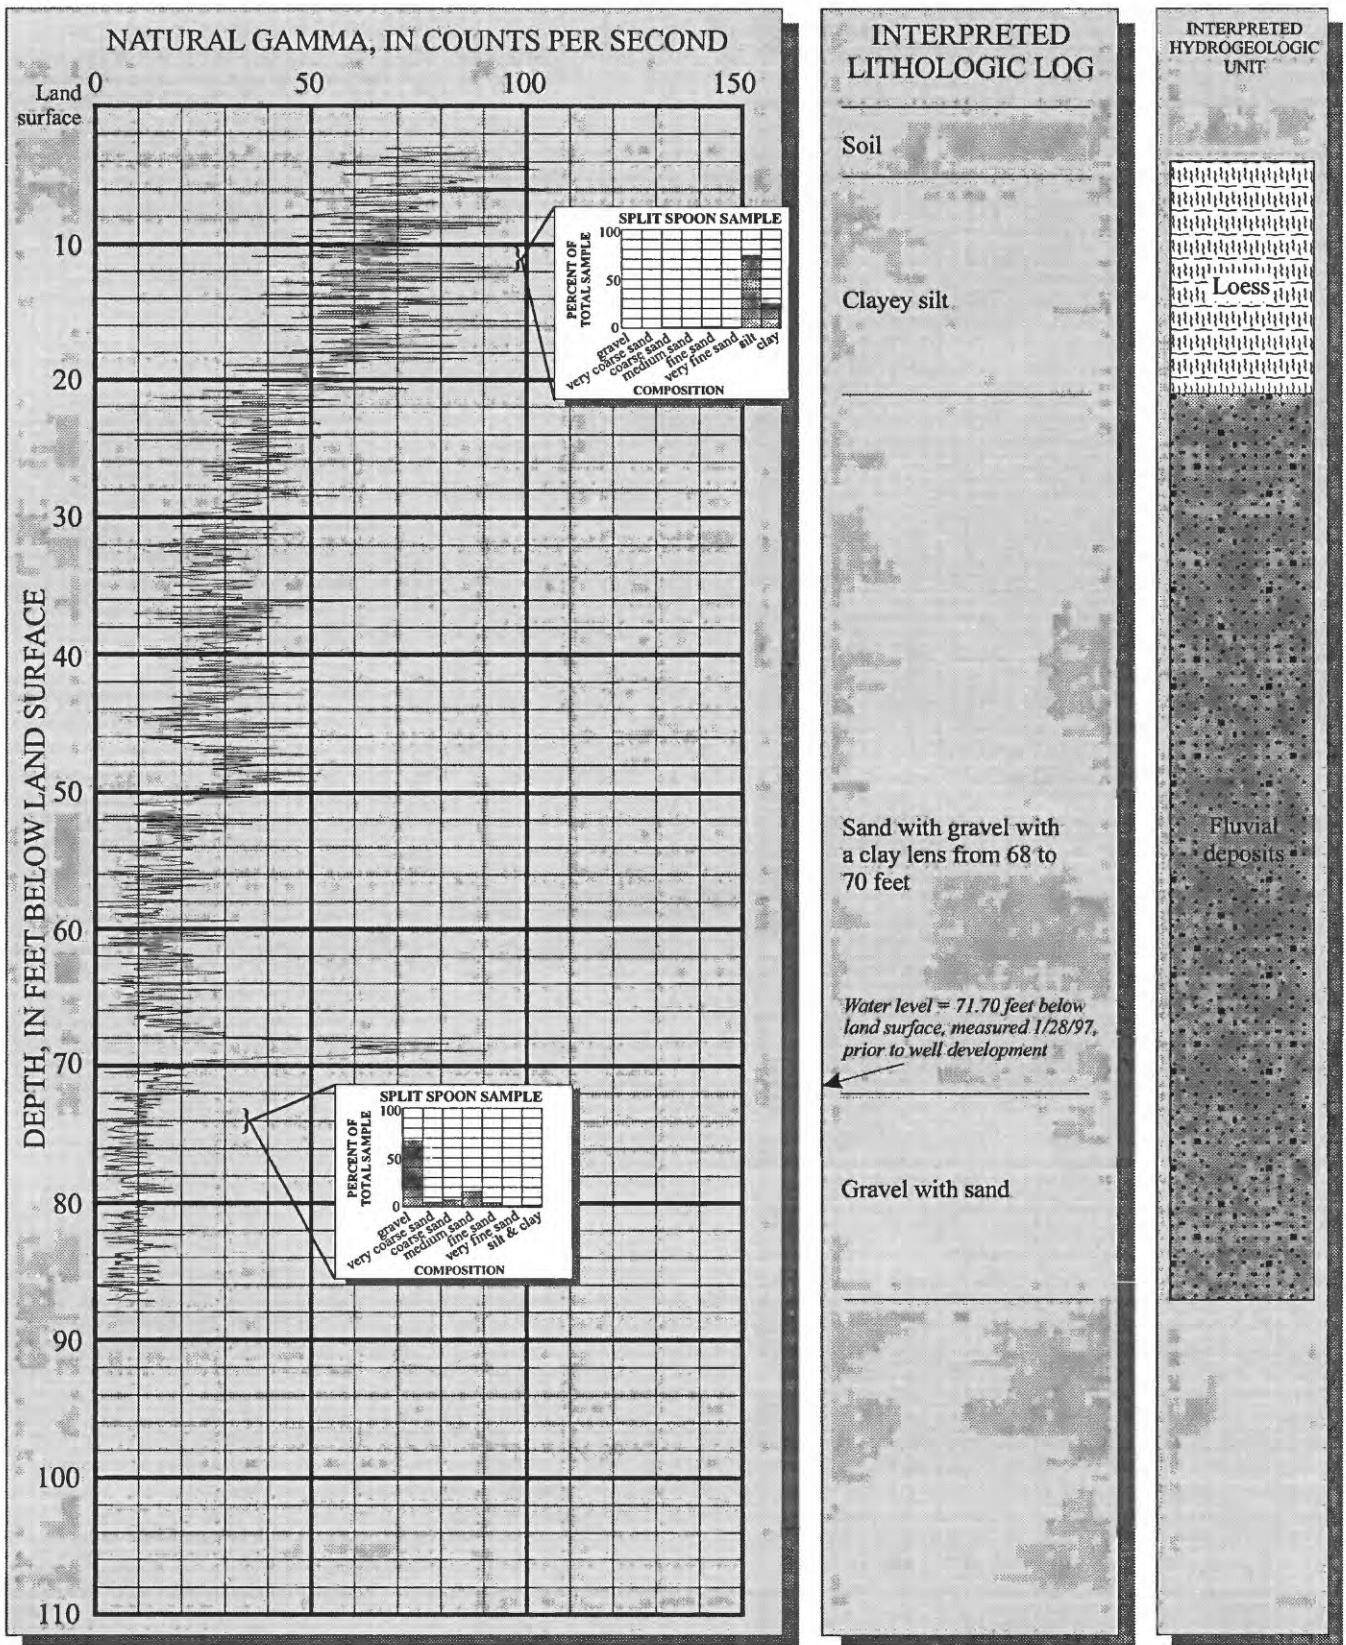 NATURAL GAMMA, IN COUNTS PER SECOND
0 50 100 150
Land
surface
DEPTH, IN FEET BELOW LAND SURFACE
10
20
30
40
50
60
70
80
90
100
110
SPLIT SPOON SAMPLE
PERCENT OF
TOTAL SAMPLE
100
50
0
gravel
very coarse sand
coarse sand
medium sand
fine sand
very fine sand
silt
clay
COMPOSITION
SPLIT SPOON SAMPLE
PERCENT OF
TOTAL SAMPLE
100
50
0
gravel
very coarse sand
coarse sand
medium sand
fine sand
very fine sand
silt & clay
COMPOSITION
INTERPRETED
LITHOLOGIC LOG
Soil
Clayey silt
Sand with gravel with
a clay lens from 68 to
70 feet
Water level = 71.70 feet below
land surface, measured 1/28/97,
prior to well development
Gravel with sand
INTERPRETED
HYDROGEOLOGIC
UNIT
Loess
Fluvial
deposits